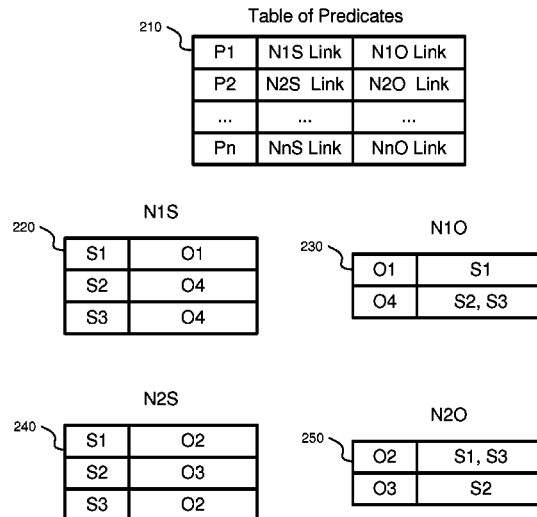 Table of Predicates
210
P1 N1S Link N1O Link
P2 N2S Link N2O Link
... ... ...
Pn NnS Link NnO Link
N1S
220
S1 O1
S2 O4
S3 O4
N1O
230
O1 S1
O4 S2, S3
N2S
240
S1 O2
S2 O3
S3 O2
N2O
250
O2 S1, S3
O3 S2